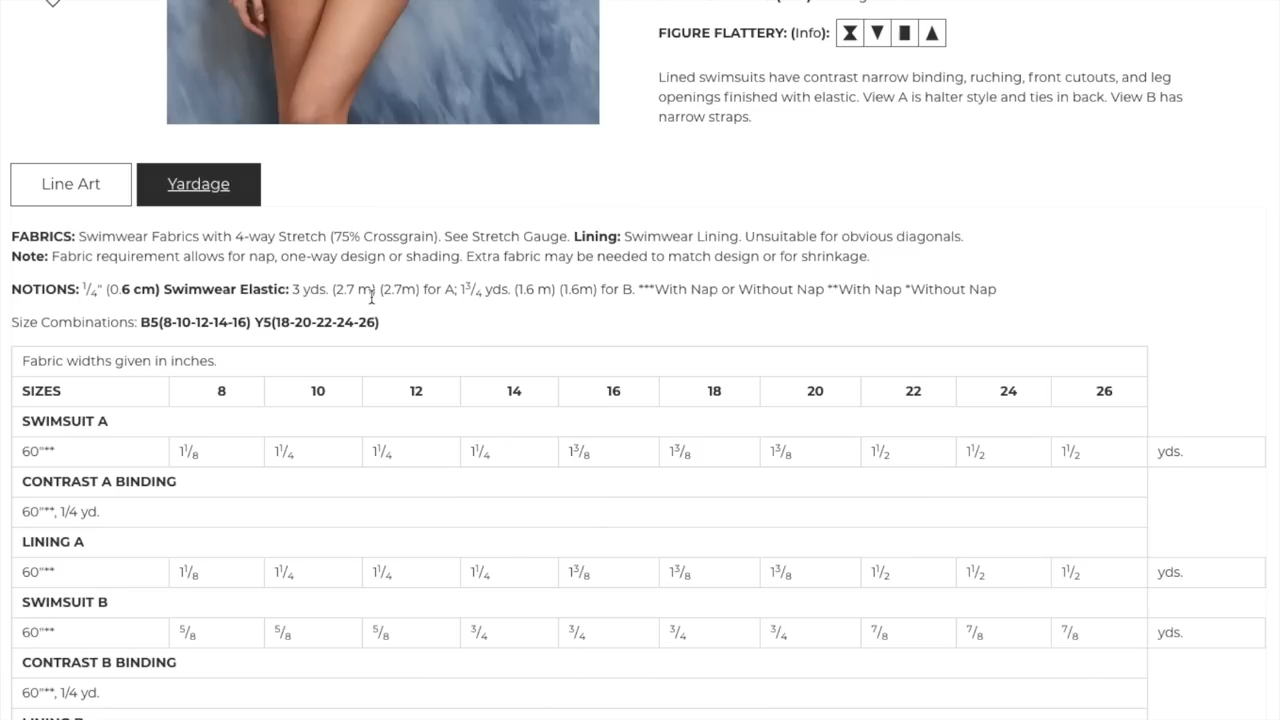 FIGURE FLATTERY: (Info):
Lined swimsuits have contrast narrow binding, ruching, front cutouts, and leg
openings finished with elastic. View A is halter style and ties in back. View B has
narrow straps.
Line Art Yardage
FABRICS: Swimwear Fabrics with 4-way Stretch (75% Crossgrain). See Stretch Gauge. Lining: Swimwear Lining. Unsuitable for obvious diagonals.
Note: Fabric requirement allows for nap, one-way design or shading. Extra fabric may be needed to match design or for shrinkage.
NOTIONS: 1/4" (0.6 cm) Swimwear Elastic: 3 yds. (2.7 m) (2.7m) for A; 1 3/4 yds. (1.6 m) (1.6m) for B. ***With Nap or Without Nap **With Nap *Without Nap
Size Combinations: B5(8-10-12-14-16) Y5(18-20-22-24-26)
Fabric widths given in inches.
SIZES 8 10 12 14 16 18 20 22 24 26
SWIMSUIT A
60"** 1 1/8 1 1/4 1 1/4 1 1/4 1 3/8 1 3/8 1 3/8 1 1/2 1 1/2 1 1/2 yds.
CONTRAST A BINDING
60"**, 1/4 yd.
LINING A
60"** 1 1/8 1 1/4 1 1/4 1 1/4 1 3/8 1 3/8 1 3/8 1 1/2 1 1/2 1 1/2 yds.
SWIMSUIT B
60"** 5/8 5/8 5/8 3/4 3/4 3/4 3/4 7/8 7/8 7/8 yds.
CONTRAST B BINDING
60"**, 1/4 yd.